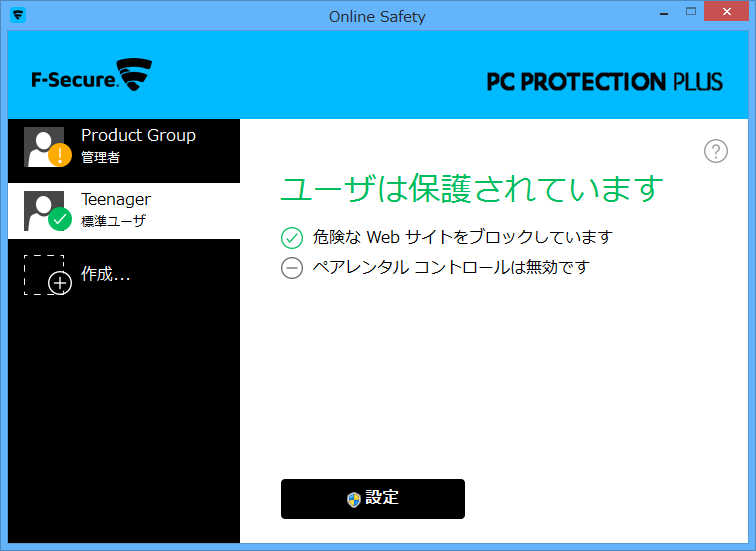 Online Safety
F-Secure.
PC PROTECTION PLUS
Product Group
管理者
Teenager
標準ユーザ
作成...
ユーザは保護されています
危険な Web サイトをブロックしています
ペアレンタル コントロールは無効です
設定